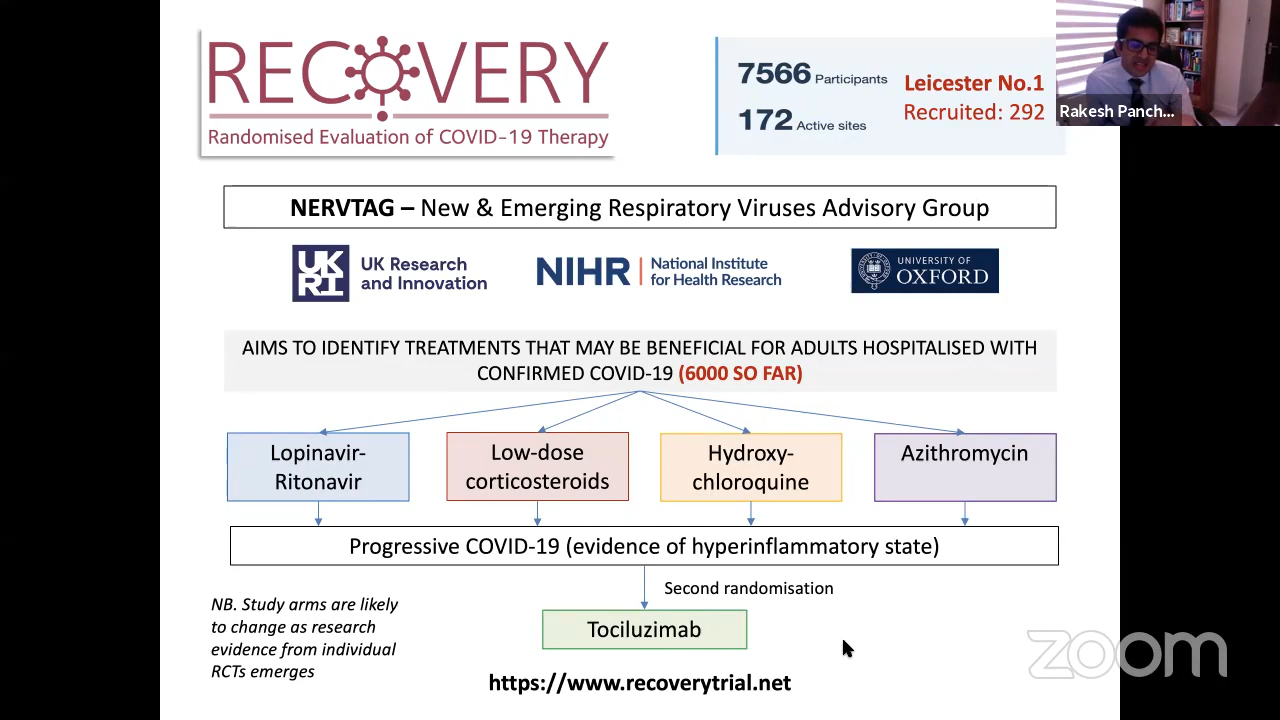 RECOVERY
Randomised Evaluation of COVID-19 Therapy
7566 Participants
172 Active sites
Leicester No.1
Recruited: 292
Rakesh Panch...
NERVTAG – New & Emerging Respiratory Viruses Advisory Group
UKRI
UK Research
and Innovation
NIHR
National Institute
for Health Research
UNIVERSITY OF
OXFORD
AIMS TO IDENTIFY TREATMENTS THAT MAY BE BENEFICIAL FOR ADULTS HOSPITALISED WITH
CONFIRMED COVID-19 (6000 SO FAR)
Lopinavir-
Ritonavir
Low-dose
corticosteroids
Hydroxy-
chloroquine
Azithromycin
Progressive COVID-19 (evidence of hyperinflammatory state)
Second randomisation
Tociluzimab
NB. Study arms are likely
to change as research
evidence from individual
RCTs emerges
https://www.recoverytrial.net
zoom